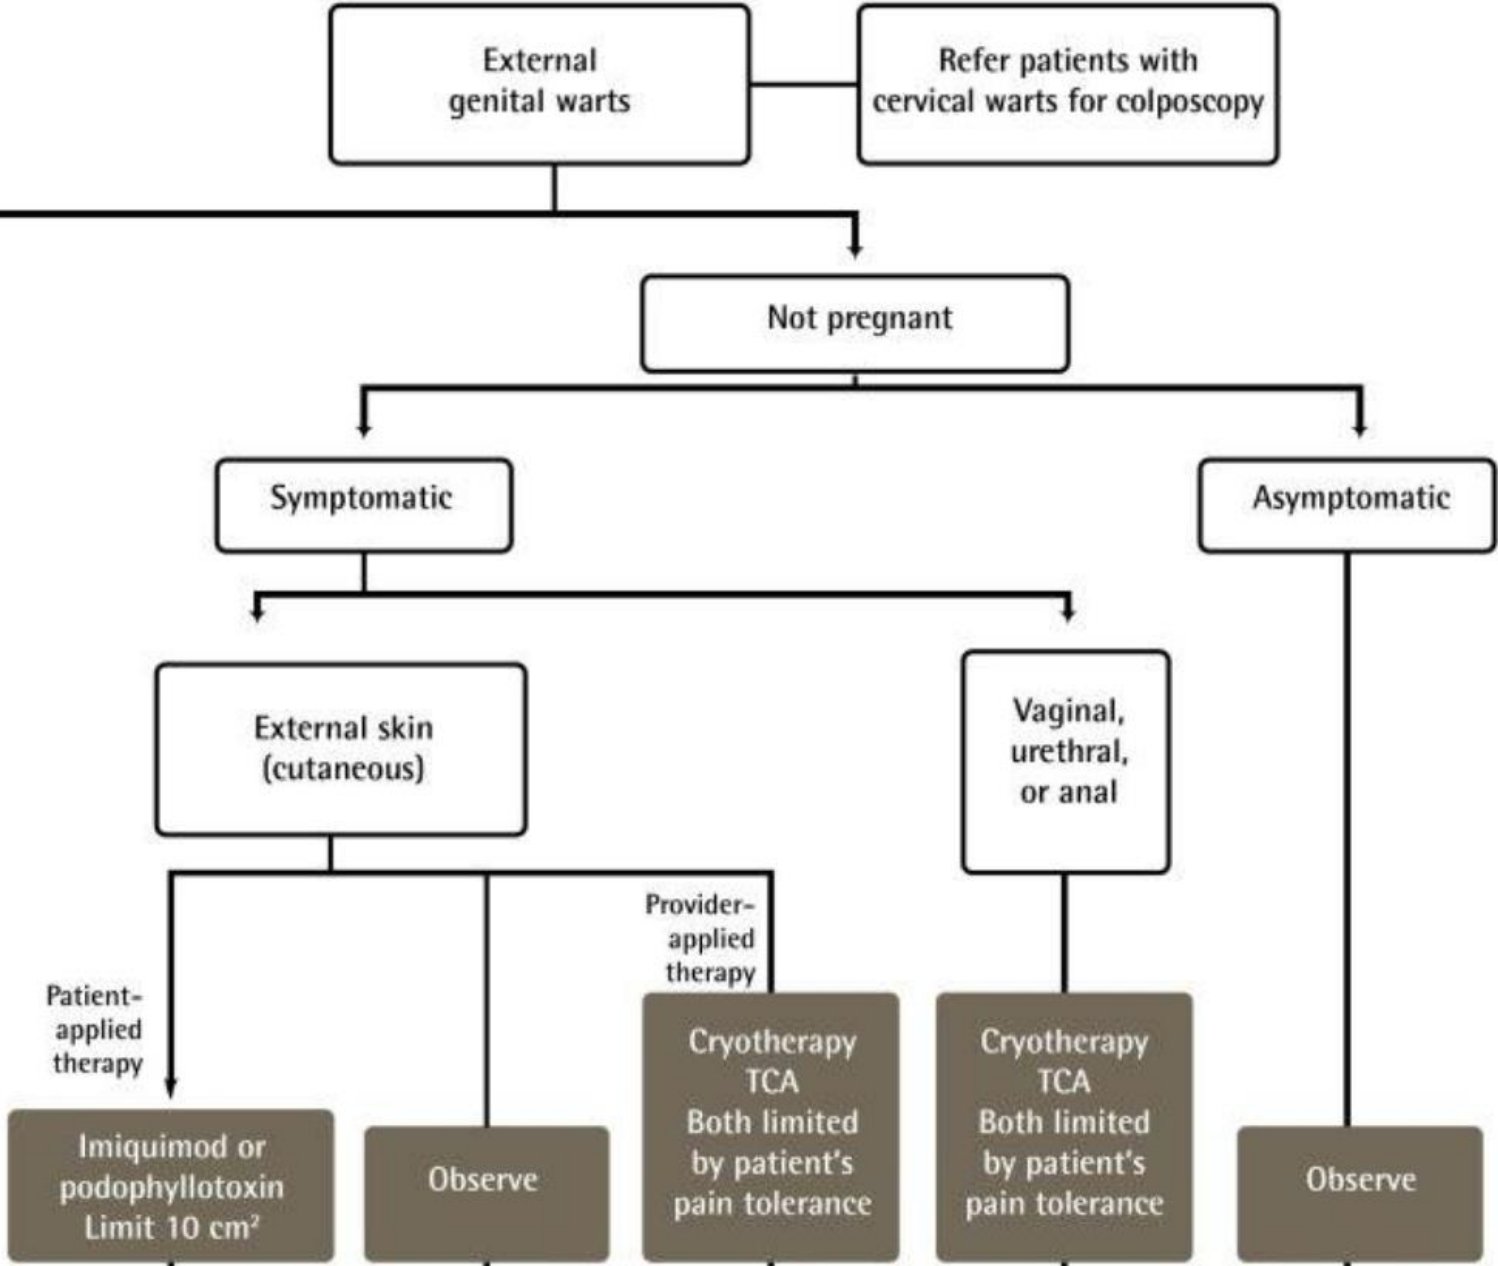 External
genital warts
Refer patients with
cervical warts for colposcopy
Not pregnant
Symptomatic
Asymptomatic
External skin
(cutaneous)
Vaginal,
urethral,
or anal
Patient-
applied
therapy
Provider-
applied
therapy
Imiquimod or
podophyllotoxin
Limit 10 cm²
Observe
Cryotherapy
TCA
Both limited
by patient's
pain tolerance
Cryotherapy
TCA
Both limited
by patient's
pain tolerance
Observe